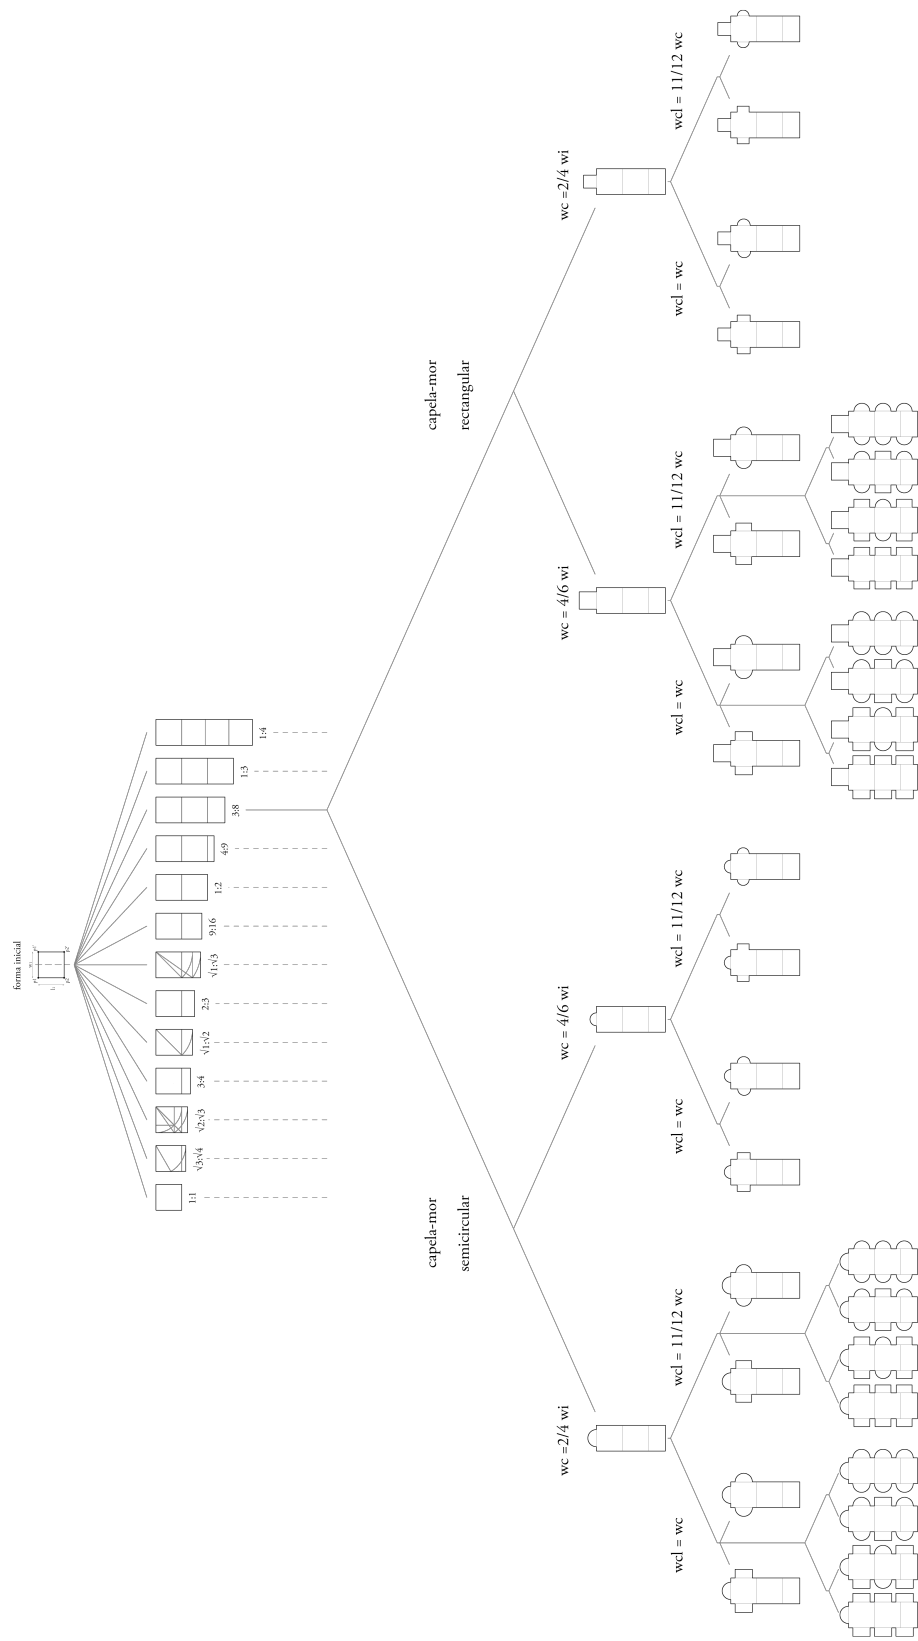 forma inicial
1:1
√3:√4
√2:√3
3:4
√1:√2
2:3
√1:√3
9:16
1:2
4:9
3:8
1:3
1:4
capela-mor
semicircular
capela-mor
rectangular
wc =2/4 wi
wc = 4/6 wi
wc = 4/6 wi
wc =2/4 wi
wcl = wc
wcl = 11/12 wc
wcl = wc
wcl = 11/12 wc
wcl = wc
wcl = 11/12 wc
wcl = wc
wcl = 11/12 wc